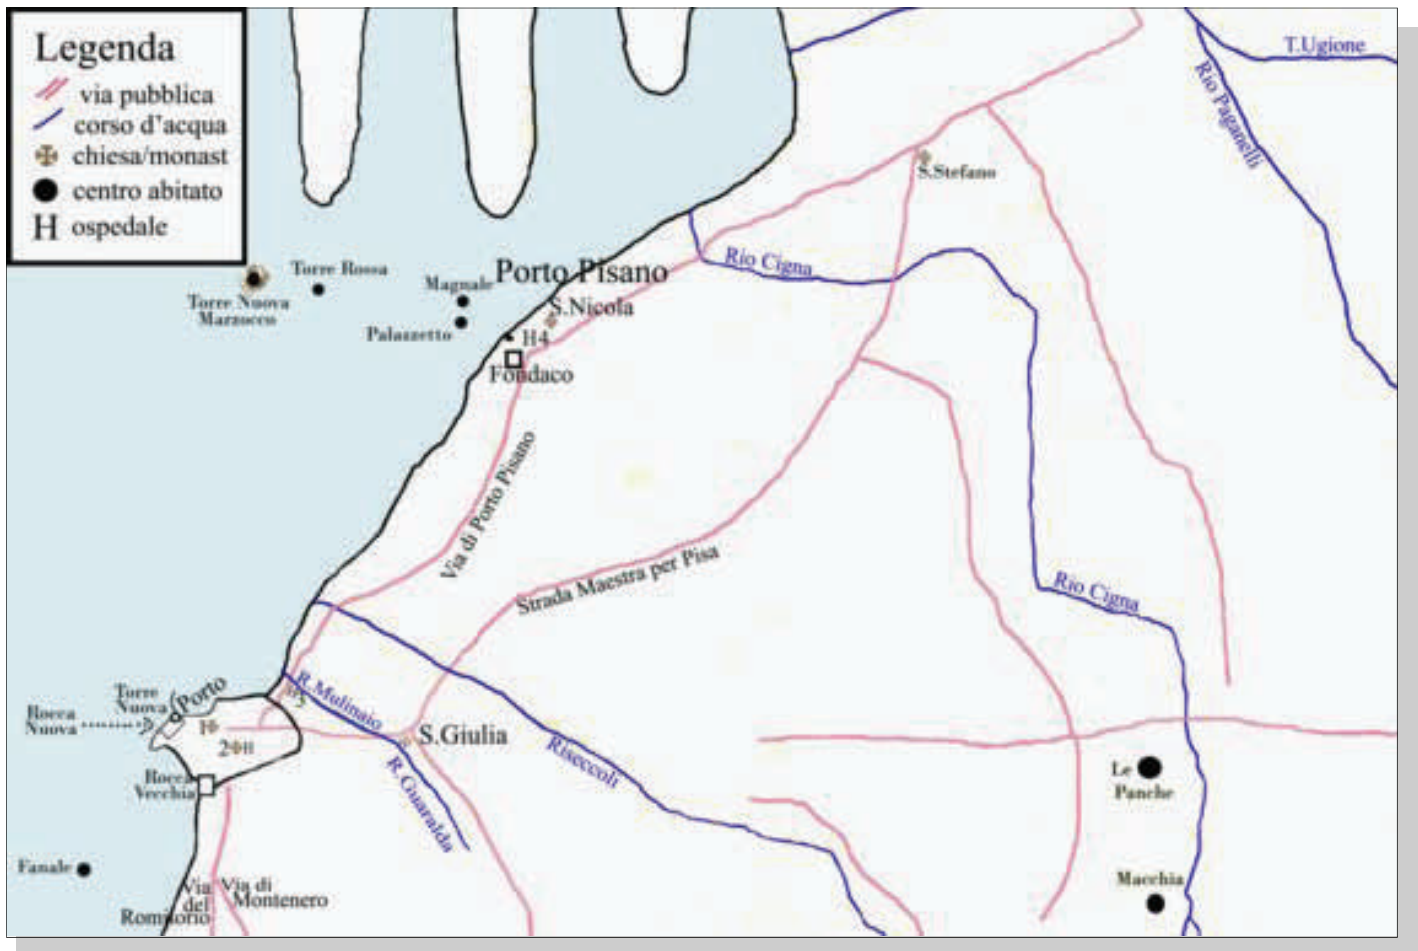 Legenda
via pubblica
corso d'acqua
chiesa/monast
centro abitato
H ospedale
T.Ugione
Rio Paganelli
S.Stefano
Rio Cigna
Porto Pisano
Torre Rossa
Torre Nuova
Marzocco
Magnale
Palazzetto
S.Nicola
H4
Fondaco
Via di Porto Pisano
Strada Maestra per Pisa
Rio Cigna
R.Mulinaio
Torre
Nuova
Porto
Rocca
Nuova
1
2 H
S.Giulia
Riseccoli
R.Guaralda
Rocca
Vecchia
Le
Panche
Fanale
Macchia
Via
del
Romitorio
Via di
Montenero